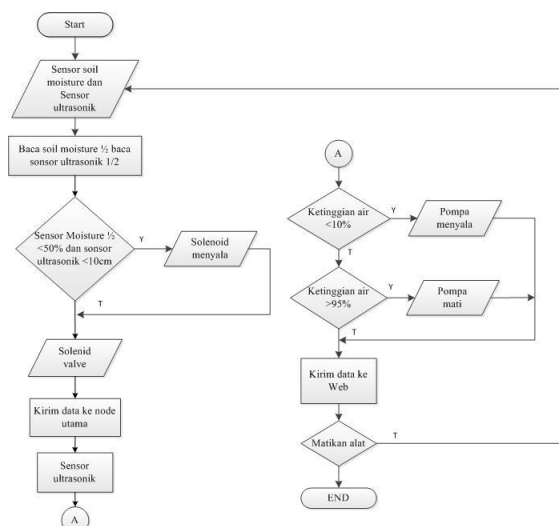 Start
Sensor soil
moisture dan
Sensor
ultrasonik
Baca soil moisture ½ baca
sonsor ultrasonik 1/2
Sensor Moisture ½
<50% dan sonsor
ultrasonik <10cm
Y
Solenoid
menyala
T
Solenid
valve
Kirim data ke node
utama
Sensor
ultrasonik
A
A
Ketinggian air
<10%
Y
Pompa
menyala
T
Ketinggian air
>95%
Y
Pompa
mati
T
Kirim data ke
Web
Matikan alat
T
END